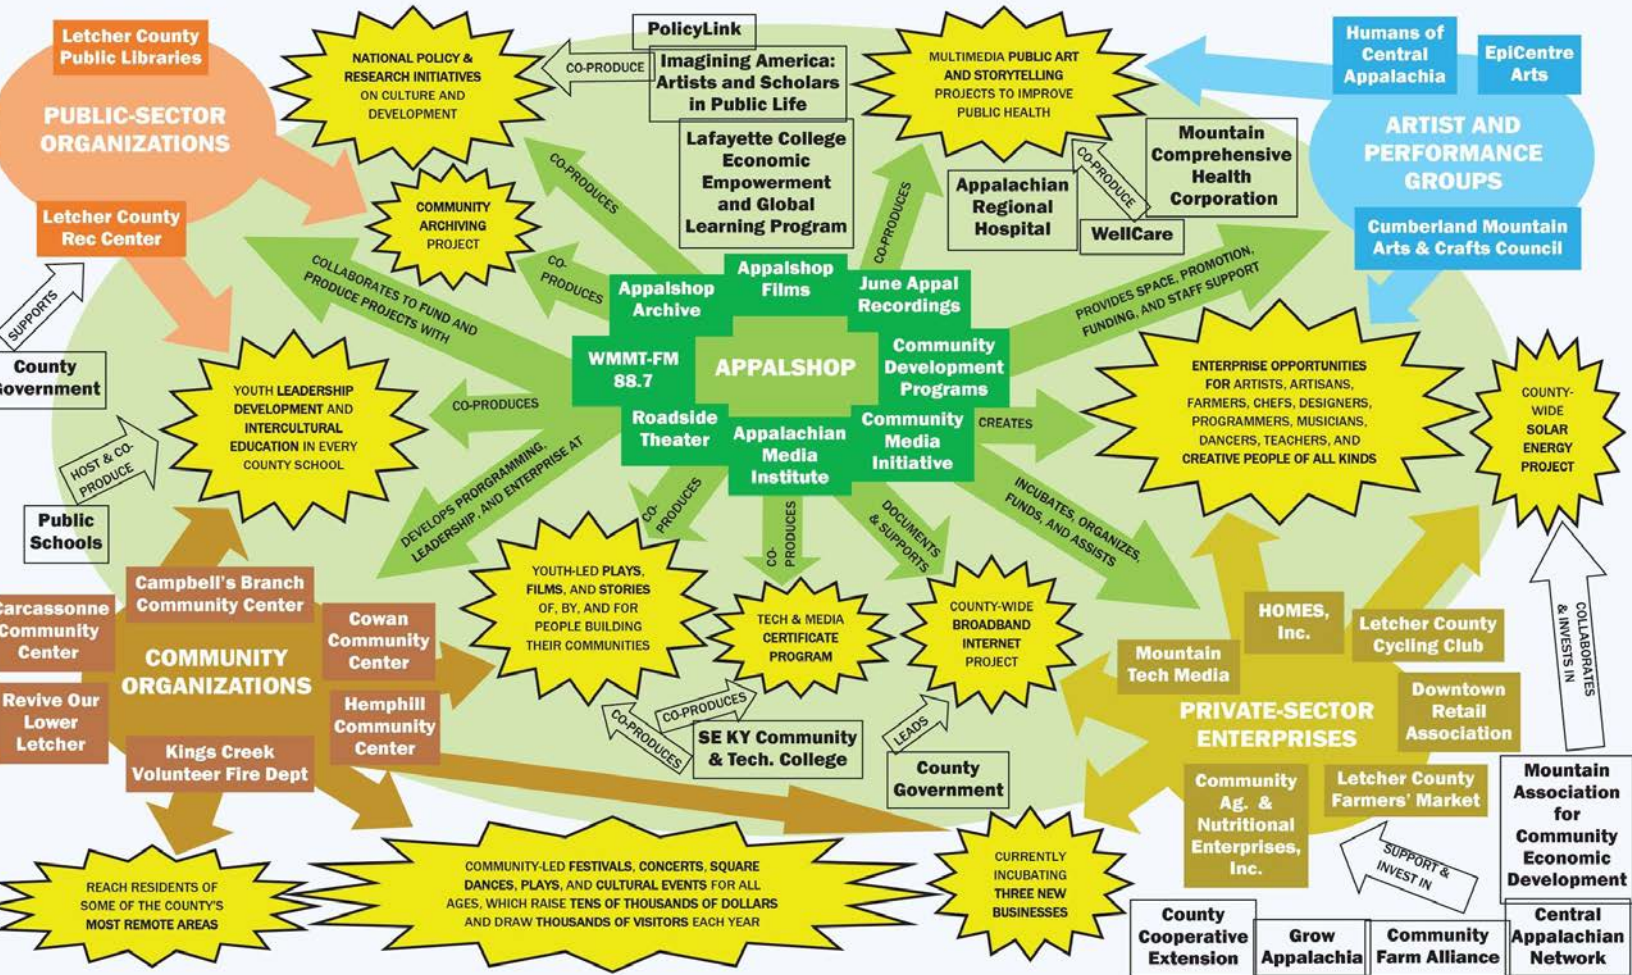 Letcher County
Public Libraries
PUBLIC-SECTOR
ORGANIZATIONS
Letcher County
Rec Center
SUPPORTS
County
Government
NATIONAL POLICY &
RESEARCH INITIATIVES
ON CULTURE AND
DEVELOPMENT
CO-PRODUCE
PolicyLink
Imagining America:
Artists and Scholars
in Public Life
Lafayette College
Economic
Empowerment
and Global
Learning Program
COMMUNITY
ARCHIVING
PROJECT
MULTIMEDIA PUBLIC ART
AND STORYTELLING
PROJECTS TO IMPROVE
PUBLIC HEALTH
CO-PRODUCE
Appalachian
Regional
Hospital
Mountain
Comprehensive
Health
Corporation
WellCare
Humans of
Central
Appalachia
EpiCentre
Arts
ARTIST AND
PERFORMANCE
GROUPS
Cumberland Mountain
Arts & Crafts Council
CO-PRODUCES
CO-
PRODUCES
CO-PRODUCES
COLLABORATES TO FUND AND
PRODUCE PROJECTS WITH
PROVIDES SPACE, PROMOTION,
FUNDING, AND STAFF SUPPORT
Appalshop
Archive
Appalshop
Films
June Appal
Recordings
WMMT-FM
88.7
APPALSHOP
Community
Development
Programs
Roadside
Theater
Appalachian
Media
Institute
Community
Media
Initiative
CO-PRODUCES
CREATES
DEVELOPS PRORGRAMMING,
LEADERSHIP, AND ENTERPRISE AT
CO-
PRODUCES
CO-
PRODUCES
DOCUMENTS
& SUPPORTS
INCUBATES, ORGANIZES,
FUNDS, AND ASSISTS
YOUTH LEADERSHIP
DEVELOPMENT AND
INTERCULTURAL
EDUCATION IN EVERY
COUNTY SCHOOL
HOST & CO-
PRODUCE
Public
Schools
ENTERPRISE OPPORTUNITIES
FOR ARTISTS, ARTISANS,
FARMERS, CHEFS, DESIGNERS,
PROGRAMMERS, MUSICIANS,
DANCERS, TEACHERS, AND
CREATIVE PEOPLE OF ALL KINDS
COUNTY-
WIDE
SOLAR
ENERGY
PROJECT
COLLABORATES
& INVESTS IN
Campbell's Branch
Community Center
Carcassonne
Community
Center
Cowan
Community
Center
COMMUNITY
ORGANIZATIONS
Revive Our
Lower
Letcher
Hemphill
Community
Center
Kings Creek
Volunteer Fire Dept
YOUTH-LED PLAYS,
FILMS, AND STORIES
OF, BY, AND FOR
PEOPLE BUILDING
THEIR COMMUNITIES
TECH & MEDIA
CERTIFICATE
PROGRAM
COUNTY-WIDE
BROADBAND
INTERNET
PROJECT
CO-PRODUCES
CO-PRODUCES
SE KY Community
& Tech. College
LEADS
County
Government
HOMES,
Inc.
Letcher County
Cycling Club
Mountain
Tech Media
Downtown
Retail
Association
PRIVATE-SECTOR
ENTERPRISES
Community
Ag. &
Nutritional
Enterprises,
Inc.
Letcher County
Farmers' Market
SUPPORT &
INVEST IN
Mountain
Association
for
Community
Economic
Development
County
Cooperative
Extension
Grow
Appalachia
Community
Farm Alliance
Central
Appalachian
Network
REACH RESIDENTS OF
SOME OF THE COUNTY'S
MOST REMOTE AREAS
COMMUNITY-LED FESTIVALS, CONCERTS, SQUARE
DANCES, PLAYS, AND CULTURAL EVENTS FOR ALL
AGES, WHICH RAISE TENS OF THOUSANDS OF DOLLARS
AND DRAW THOUSANDS OF VISITORS EACH YEAR
CURRENTLY
INCUBATING
THREE NEW
BUSINESSES